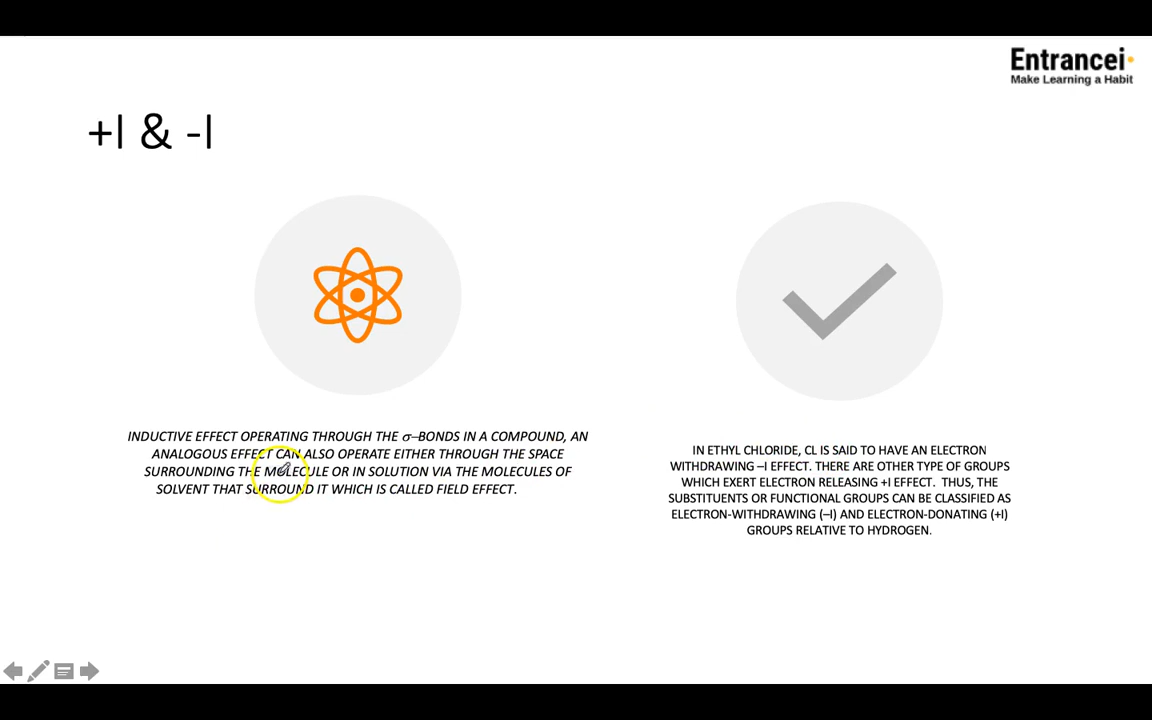 Entrancei
Make Learning a Habit
+I & -I
INDUCTIVE EFFECT OPERATING THROUGH THE σ–BONDS IN A COMPOUND, AN
ANALOGOUS EFFECT CAN ALSO OPERATE EITHER THROUGH THE SPACE
SURROUNDING THE MOLECULE OR IN SOLUTION VIA THE MOLECULES OF
SOLVENT THAT SURROUND IT WHICH IS CALLED FIELD EFFECT.
IN ETHYL CHLORIDE, CL IS SAID TO HAVE AN ELECTRON
WITHDRAWING –I EFFECT. THERE ARE OTHER TYPE OF GROUPS
WHICH EXERT ELECTRON RELEASING +I EFFECT. THUS, THE
SUBSTITUENTS OR FUNCTIONAL GROUPS CAN BE CLASSIFIED AS
ELECTRON-WITHDRAWING (–I) AND ELECTRON-DONATING (+I)
GROUPS RELATIVE TO HYDROGEN.